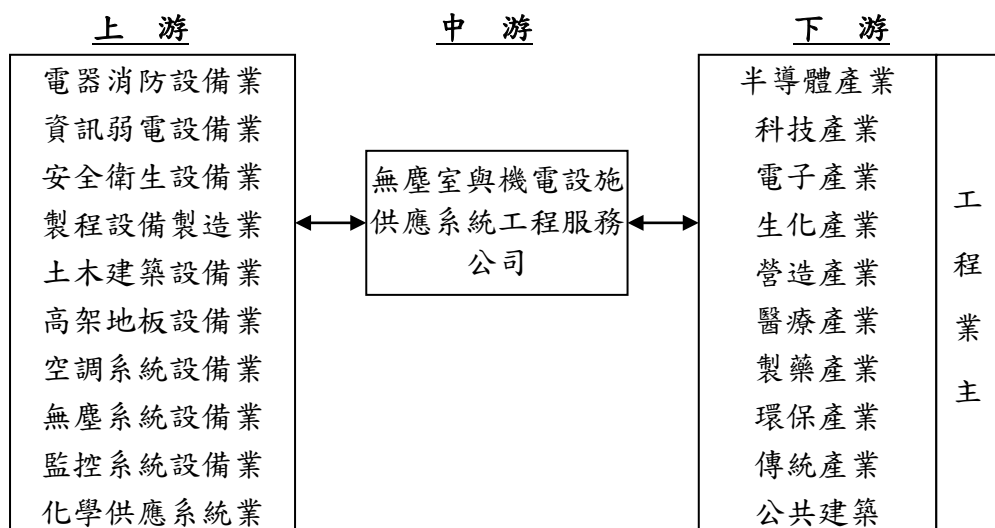 上 游
中 游
下 游
電器消防設備業
資訊弱電設備業
安全衛生設備業
製程設備製造業
土木建築設備業
高架地板設備業
空調系統設備業
無塵系統設備業
監控系統設備業
化學供應系統業
無塵室與機電設施
供應系統工程服務
公司
半導體產業
科技產業
電子產業
生化產業
營造產業
醫療產業
製藥產業
環保產業
傳統產業
公共建築
工程業主